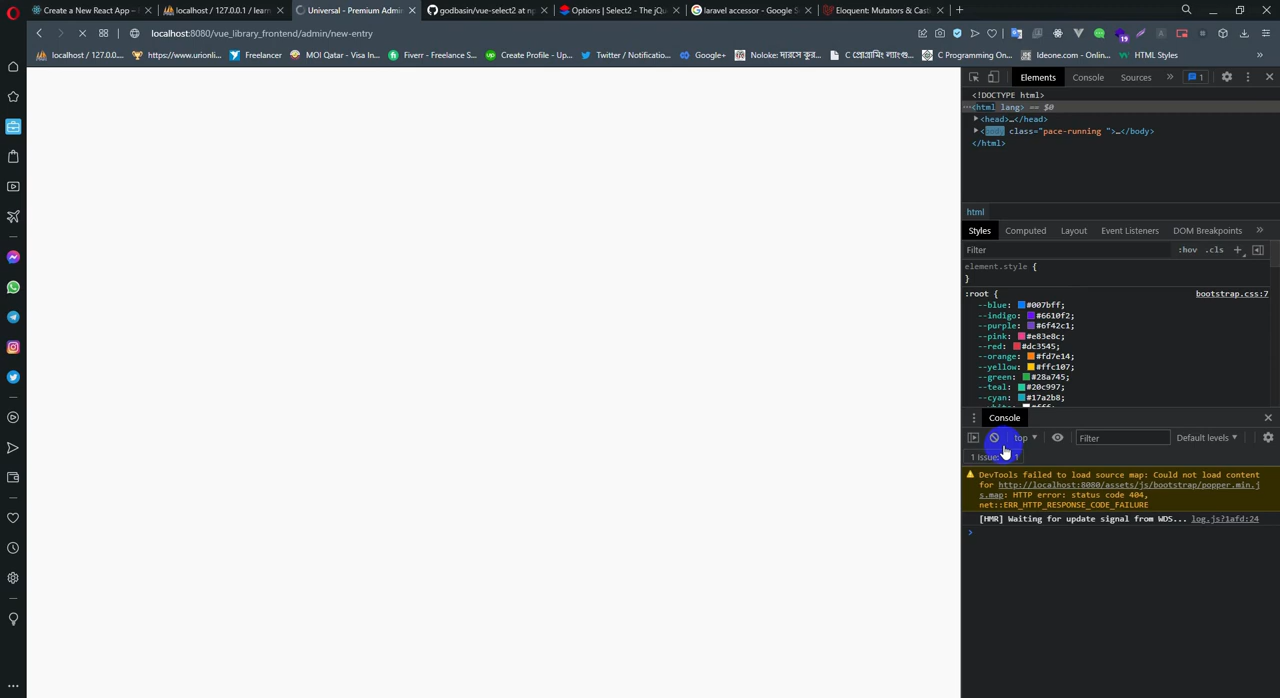 Create a New React App –
localhost / 127.0.0.1 / learn
Universal - Premium Admin
godbasin/vue-select2 at np
Options | Select2 - The jQu
laravel accessor - Google S
Eloquent: Mutators & Cast
localhost:8080/vue_library_frontend/admin/new-entry
19
localhost / 127.0.0....
https://www.urionli...
Freelancer
MOI Qatar - Visa In...
Fiverr - Freelance S...
Create Profile - Up...
Twitter / Notificatio...
Google+
C Programming On...
Ideone.com - Onlin...
HTML Styles
»
Elements
Console
Sources
»
1
<!DOCTYPE html>
⋯<html lang> == $0
▶<head>…</head>
▶<body class="pace-running ">…</body>
</html>
html
Styles
Computed
Layout
Event Listeners
DOM Breakpoints
»
Filter
:hov .cls +
element.style {
}
:root {
bootstrap.css:7
--blue: #007bff;
--indigo: #6610f2;
--purple: #6f42c1;
--pink: #e83e8c;
--red: #dc3545;
--orange: #fd7e14;
--yellow: #ffc107;
--green: #28a745;
--teal: #20c997;
--cyan: #17a2b8;
Console
top ▼
Filter
Default levels ▼
1 Issue: 1
DevTools failed to load source map: Could not load content
for http://localhost:8080/assets/js/bootstrap/popper.min.j
s.map: HTTP error: status code 404,
net::ERR_HTTP_RESPONSE_CODE_FAILURE
[HMR] Waiting for update signal from WDS... log.js?1afd:24
>